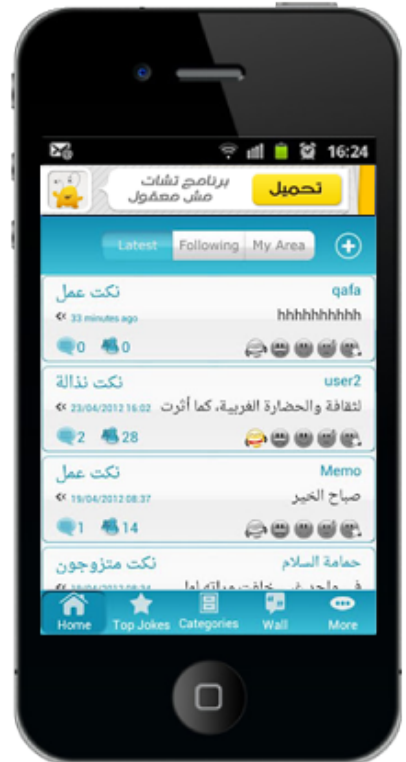 16:24
برنامج تشات
مش معقول
تحميل
Latest Following My Area
qafa نكت عمل
hhhhhhhhhh
33 minutes ago
0 0
user2 نكت نذالة
لثقافة والحضارة الغربية، كما أثرت
23/04/2012 16:02
2 28
Memo نكت عمل
صباح الخير
19/04/2012 08:37
1 14
حمامة السلام نكت متزوجون
Home Top Jokes Categories Wall More